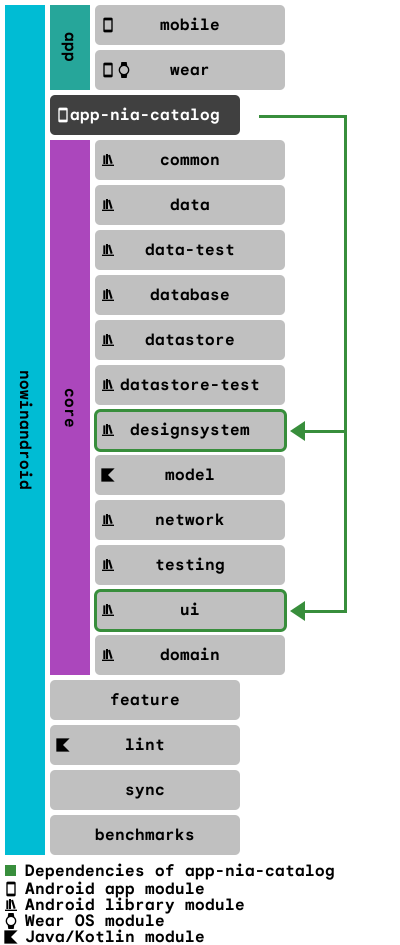 nowinandroid
app
mobile
wear
app-nia-catalog
core
common
data
data-test
database
datastore
datastore-test
designsystem
model
network
testing
ui
domain
feature
lint
sync
benchmarks
Dependencies of app-nia-catalog
Android app module
Android library module
Wear OS module
Java/Kotlin module